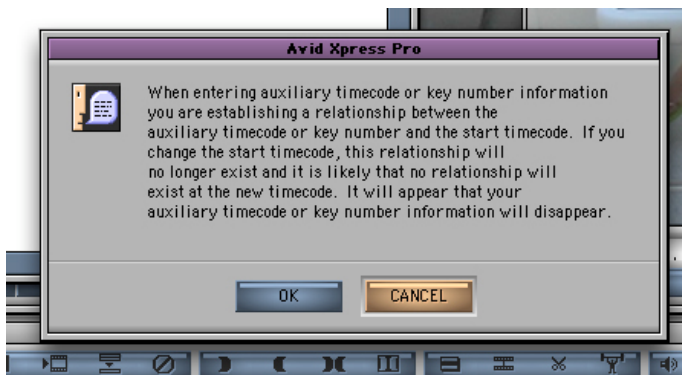 Avid Xpress Pro
When entering auxiliary timecode or key number information
you are establishing a relationship between the
auxiliary timecode or key number and the start timecode. If you
change the start timecode, this relationship will
no longer exist and it is likely that no relationship will
exist at the new timecode. It will appear that your
auxiliary timecode or key number information will disappear.
OK
CANCEL